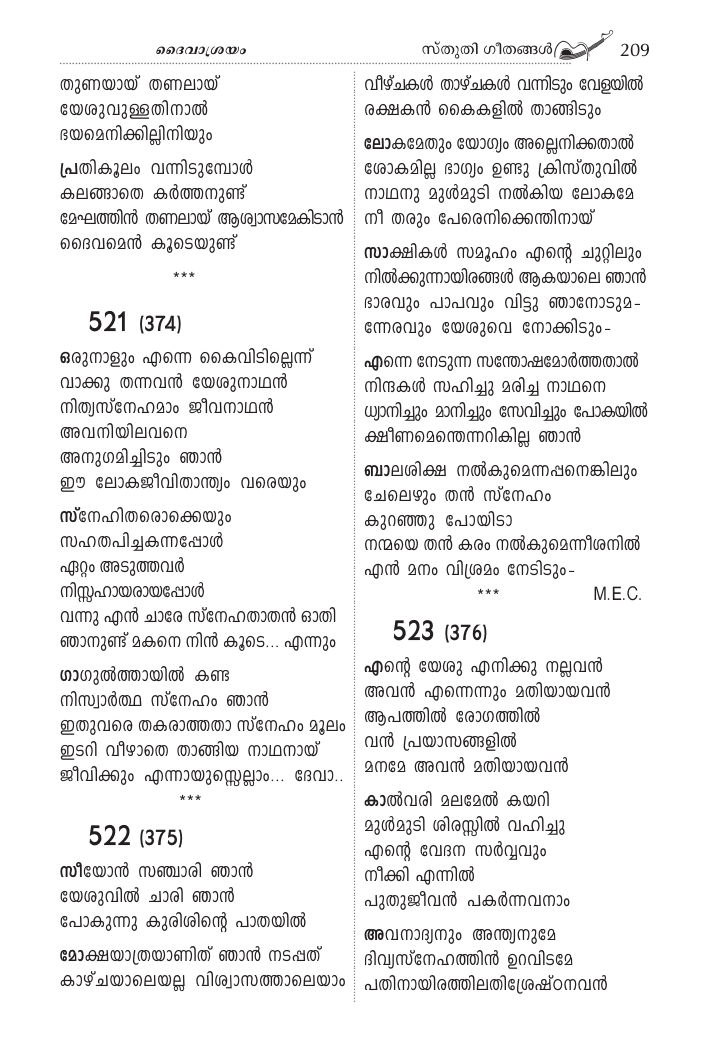 ദൈവാശ്രയം
സ്തുതി ഗീതങ്ങൾ 209
തുണയായ് തണലായ്
യേശുവുള്ളതിനാൽ
ഭയമെനിക്കില്ലിനിയും
പ്രതികൂലം വന്നിടുമ്പോൾ
കലങ്ങാതെ കർത്തനുണ്ട്
മേഘത്തിൻ തണലായ് ആശ്വാസമേകിടാൻ
ദൈവമെൻ കൂടെയുണ്ട്
***
521 (374)
ഒരുനാളും എന്നെ കൈവിടില്ലെന്ന്
വാക്കു തന്നവൻ യേശുനാഥൻ
നിത്യസ്നേഹമാം ജീവനാഥൻ
അവനിയിലവനെ
അനുഗമിച്ചിടും ഞാൻ
ഈ ലോകജീവിതാന്ത്യം വരെയും
സ്നേഹിതരൊക്കെയും
സഹതപിച്ചകന്നപ്പോൾ
ഏറ്റം അടുത്തവർ
നിസ്സഹായരായപ്പോൾ
വന്നു എൻ ചാരേ സ്നേഹതാതൻ ഓതി
ഞാനുണ്ട് മകനെ നിൻ കൂടെ... എന്നും
ഗാഗുൽത്തായിൽ കണ്ട
നിസ്വാർത്ഥ സ്നേഹം ഞാൻ
ഇതുവരെ തകരാത്തതാ സ്നേഹം മൂലം
ഇടറി വീഴാതെ താങ്ങിയ നാഥനായ്
ജീവിക്കും എന്നായുസ്സെല്ലാം... ദേവാ..
***
522 (375)
സീയോൻ സഞ്ചാരി ഞാൻ
യേശുവിൽ ചാരി ഞാൻ
പോകുന്നു കുരിശിന്റെ പാതയിൽ
മോക്ഷയാത്രയാണിത് ഞാൻ നടപ്പത്
കാഴ്ചയാലെയല്ല വിശ്വാസത്താലെയാം
വീഴ്ചകൾ താഴ്ചകൾ വന്നിടും വേളയിൽ
രക്ഷകൻ കൈകളിൽ താങ്ങിടും
ലോകമേതും യോഗ്യം അല്ലെനിക്കതാൽ
ശോകമില്ല ഭാഗ്യം ഉണ്ടു ക്രിസ്തുവിൽ
നാഥനു മുൾമുടി നൽകിയ ലോകമേ
നീ തരും പേരെനിക്കെന്തിനായ്
സാക്ഷികൾ സമൂഹം എന്റെ ചുറ്റിലും
നിൽക്കുന്നായിരങ്ങൾ ആകയാലെ ഞാൻ
ഭാരവും പാപവും വിട്ടു ഞാനോടുമ-
ന്നേരവും യേശുവെ നോക്കിടും-
എന്നെ നേടുന്ന സന്തോഷമോർത്തതാൽ
നിന്ദകൾ സഹിച്ചു മരിച്ച നാഥനെ
ധ്യാനിച്ചും മാനിച്ചും സേവിച്ചും പോകയിൽ
ക്ഷീണമെന്തെന്നറികില്ല ഞാൻ
ബാലശിക്ഷ നൽകുമെന്നപ്പനെങ്കിലും
ചേലെഴും തൻ സ്നേഹം
കുറഞ്ഞു പോയിടാ
നന്മയെ തൻ കരം നൽകുമെന്നീശനിൽ
എൻ മനം വിശ്രമം നേടിടും-
*** M.E.C.
523 (376)
എന്റെ യേശു എനിക്കു നല്ലവൻ
അവൻ എന്നെന്നും മതിയായവൻ
ആപത്തിൽ രോഗത്തിൽ
വൻ പ്രയാസങ്ങളിൽ
മനമേ അവൻ മതിയായവൻ
കാൽവരി മലമേൽ കയറി
മുൾമുടി ശിരസ്സിൽ വഹിച്ചു
എന്റെ വേദന സർവ്വവും
നീക്കി എന്നിൽ
പുതുജീവൻ പകർന്നവനാം
അവനാദ്യനും അന്ത്യനുമേ
ദിവ്യസ്നേഹത്തിൻ ഉറവിടമേ
പതിനായിരത്തിലതിശ്രേഷ്ഠനവൻ